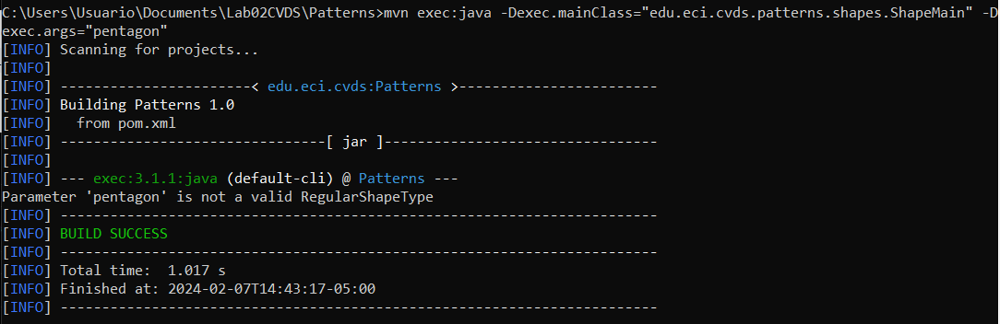 C:\Users\Usuario\Documents\Lab02CVDS\Patterns>mvn exec:java -Dexec.mainClass="edu.eci.cvds.patterns.shapes.ShapeMain" -D
exec.args="pentagon"
[INFO] Scanning for projects...
[INFO]
[INFO] -----------------------< edu.eci.cvds:Patterns >------------------------
[INFO] Building Patterns 1.0
[INFO]   from pom.xml
[INFO] --------------------------------[ jar ]---------------------------------
[INFO]
[INFO] --- exec:3.1.1:java (default-cli) @ Patterns ---
Parameter 'pentagon' is not a valid RegularShapeType
[INFO] ------------------------------------------------------------------------
[INFO] BUILD SUCCESS
[INFO] ------------------------------------------------------------------------
[INFO] Total time:  1.017 s
[INFO] Finished at: 2024-02-07T14:43:17-05:00
[INFO] ------------------------------------------------------------------------